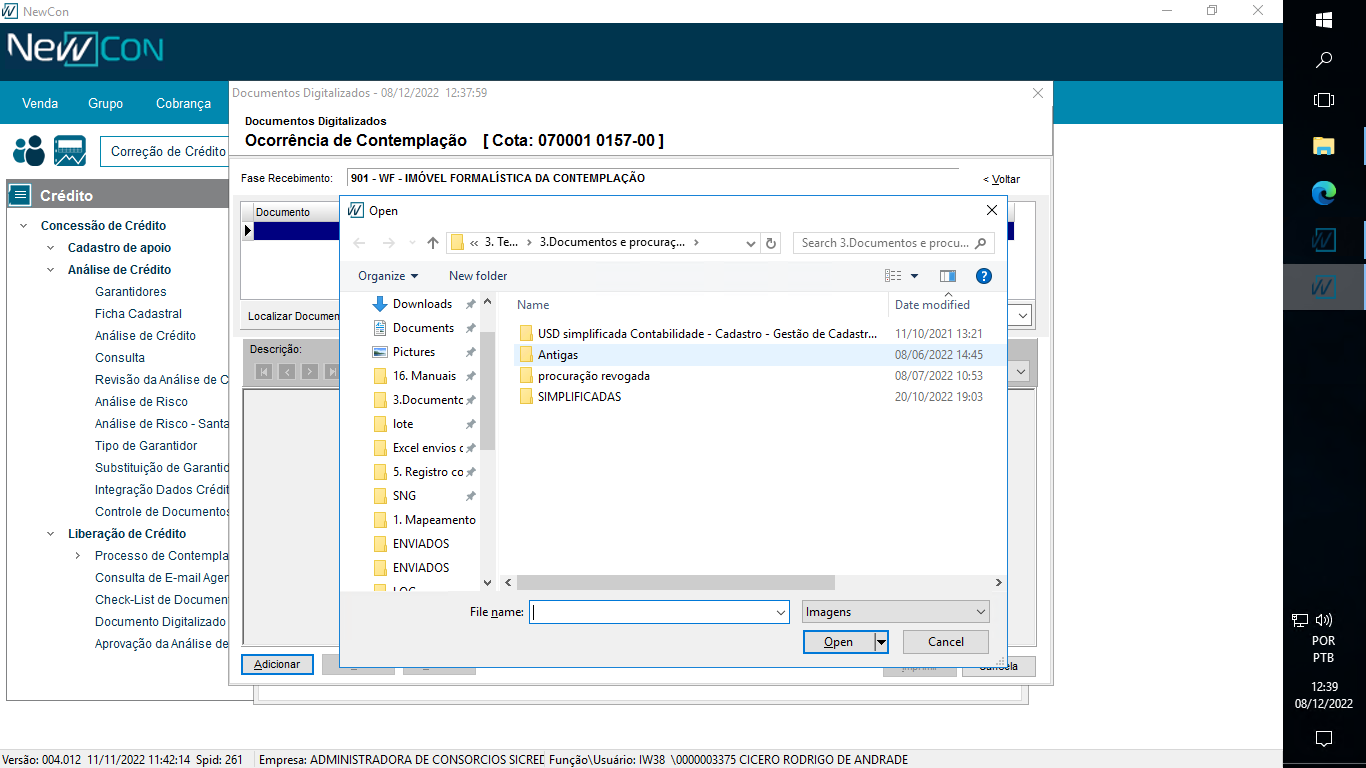 NewCon
NEWCON
Venda Grupo Cobrança
Correção de Crédito
Crédito
Concessão de Crédito
Cadastro de apoio
Análise de Crédito
Garantidores
Ficha Cadastral
Análise de Crédito
Consulta
Revisão da Análise de C
Análise de Risco
Análise de Risco - Santa
Tipo de Garantidor
Substituição de Garantid
Integração Dados Crédit
Controle de Documentos
Liberação de Crédito
Processo de Contempla
Consulta de E-mail Ager
Check-List de Document
Documento Digitalizado
Aprovação da Análise de
Documentos Digitalizados - 08/12/2022 12:37:59
Documentos Digitalizados
Ocorrência de Contemplação [ Cota: 070001 0157-00 ]
Fase Recebimento: 901 - WF - IMÓVEL FORMALÍSTICA DA CONTEMPLAÇÃO < Voltar
Documento
Localizar Documen
Descrição:
Adicionar
Imprimir
Cancela
Open
« 3. Te... › 3.Documentos e procuraç... ›
Search 3.Documentos e procu...
Organize New folder
Downloads
Documents
Pictures
16. Manuais
3.Documento
lote
Excel envios c
5. Registro co
SNG
1. Mapeamento
ENVIADOS
ENVIADOS
LOG
Name Date modified
USD simplificada Contabilidade - Cadastro - Gestão de Cadastr... 11/10/2021 13:21
Antigas 08/06/2022 14:45
procuração revogada 08/07/2022 10:53
SIMPLIFICADAS 20/10/2022 19:03
File name: Imagens
Open Cancel
POR
PTB
12:39
08/12/2022
Versão: 004.012 11/11/2022 11:42:14 Spid: 261 Empresa: ADMINISTRADORA DE CONSORCIOS SICRED Função\Usuário: IW38 \0000003375 CICERO RODRIGO DE ANDRADE